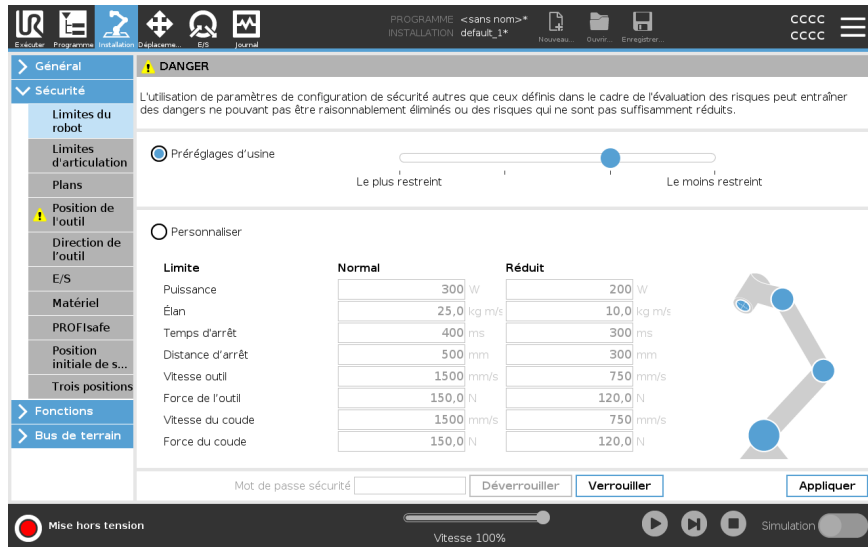 PROGRAMME <sans nom>*
INSTALLATION default_1*
UR
Exécuter
Programme
Installation
Déplaceme...
E/S
Journal
Nouveau...
Ouvrir...
Enregistrer...
cccc
cccc
Général
Sécurité
Limites du
robot
Limites
d'articulation
Plans
Position de
l'outil
Direction de
l'outil
E/S
Matériel
PROFIsafe
Position
initiale de s...
Trois positions
Fonctions
Bus de terrain
DANGER
L'utilisation de paramètres de configuration de sécurité autres que ceux définis dans le cadre de l'évaluation des risques peut entraîner
des dangers ne pouvant pas être raisonnablement éliminés ou des risques qui ne sont pas suffisamment réduits.
Préréglages d'usine
Le plus restreint Le moins restreint
Personnaliser
Limite Normal Réduit
Puissance 300 W 200 W
Élan 25,0 kg m/s 10,0 kg m/s
Temps d'arrêt 400 ms 300 ms
Distance d'arrêt 500 mm 300 mm
Vitesse outil 1500 mm/s 750 mm/s
Force de l'outil 150,0 N 120,0 N
Vitesse du coude 1500 mm/s 750 mm/s
Force du coude 150,0 N 120,0 N
Mot de passe sécurité Déverrouiller Verrouiller Appliquer
Mise hors tension
Vitesse 100%
Simulation